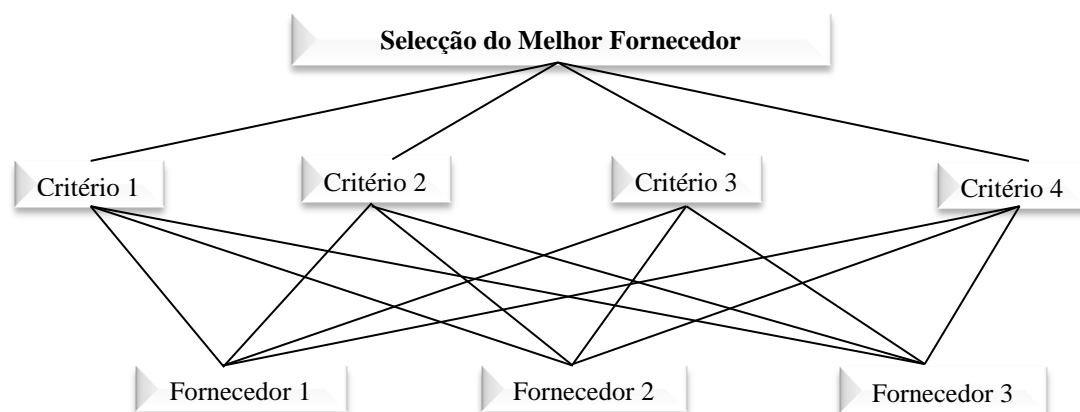 Selecção do Melhor Fornecedor
Critério 1
Critério 2
Critério 3
Critério 4
Fornecedor 1
Fornecedor 2
Fornecedor 3